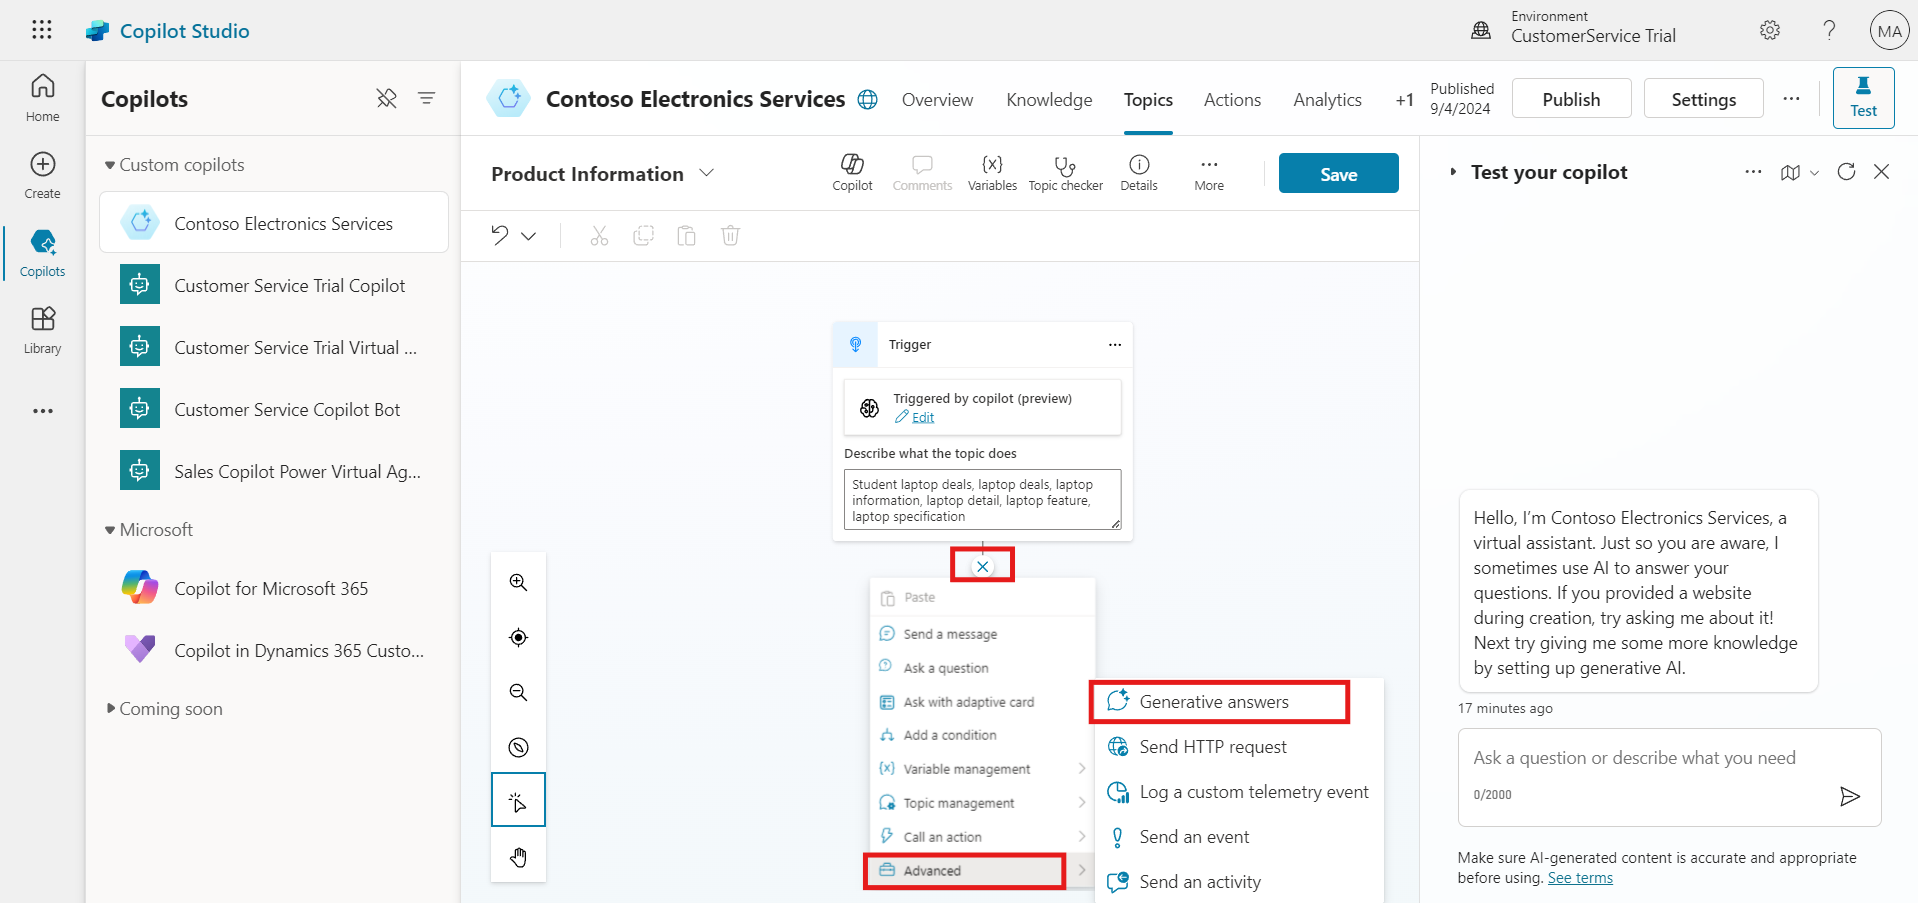 Copilot Studio
Environment
CustomerService Trial
MA
Home
Create
Copilots
Library
Copilots
Custom copilots
Contoso Electronics Services
Customer Service Trial Copilot
Customer Service Trial Virtual ...
Customer Service Copilot Bot
Sales Copilot Power Virtual Ag...
Microsoft
Copilot for Microsoft 365
Copilot in Dynamics 365 Custo...
Coming soon
Contoso Electronics Services
Overview
Knowledge
Topics
Actions
Analytics
+1
Published
9/4/2024
Publish
Settings
Test
Product Information
Copilot
Comments
Variables
Topic checker
Details
More
Save
Trigger
Triggered by copilot (preview)
Edit
Describe what the topic does
Student laptop deals, laptop deals, laptop
information, laptop detail, laptop feature,
laptop specification
Paste
Send a message
Ask a question
Ask with adaptive card
Add a condition
Variable management
Topic management
Call an action
Advanced
Generative answers
Send HTTP request
Log a custom telemetry event
Send an event
Send an activity
Test your copilot
Hello, I'm Contoso Electronics Services, a
virtual assistant. Just so you are aware, I
sometimes use AI to answer your
questions. If you provided a website
during creation, try asking me about it!
Next try giving me some more knowledge
by setting up generative AI.
17 minutes ago
Ask a question or describe what you need
0/2000
Make sure AI-generated content is accurate and appropriate
before using. See terms